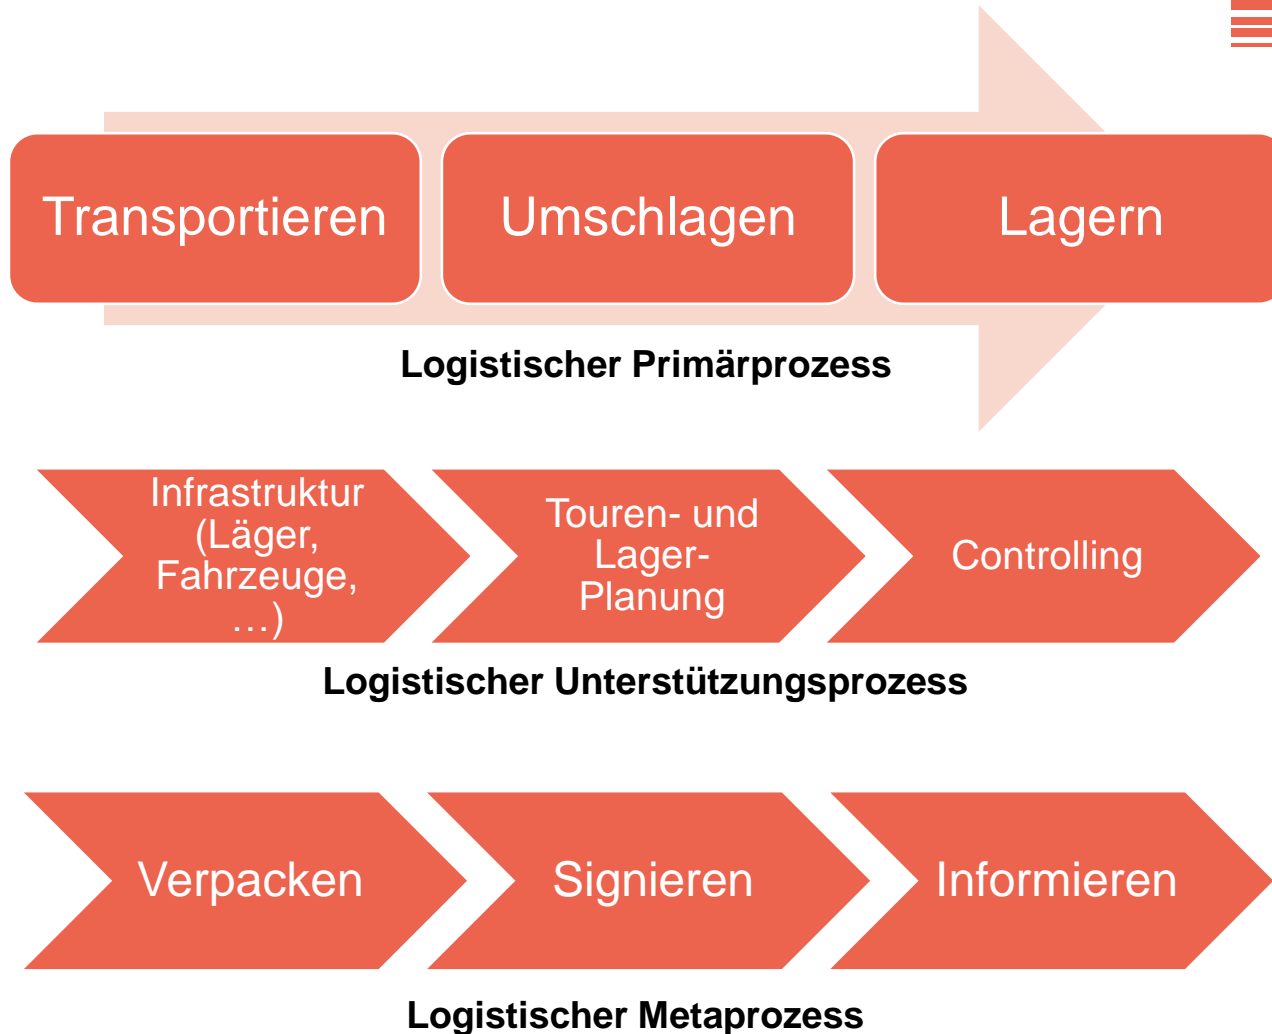 Transportieren
Umschlagen
Lagern
Logistischer Primärprozess
Infrastruktur
(Läger,
Fahrzeuge,
…)
Touren- und
Lager-
Planung
Controlling
Logistischer Unterstützungsprozess
Verpacken
Signieren
Informieren
Logistischer Metaprozess